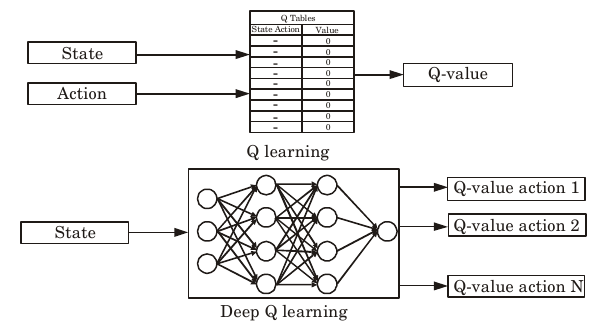 Q Tables
State Action Value
- 0
- 0
- 0
- 0
- 0
- 0
- 0
- 0
- 0
State
Action
Q-value
Q learning
State
Q-value action 1
Q-value action 2
Q-value action N
Deep Q learning